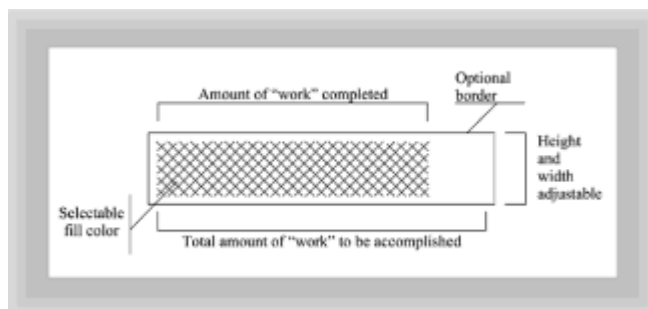 Optional
border
Amount of “work” completed
Height
and
width
adjustable
Selectable
fill color
Total amount of “work” to be accomplished